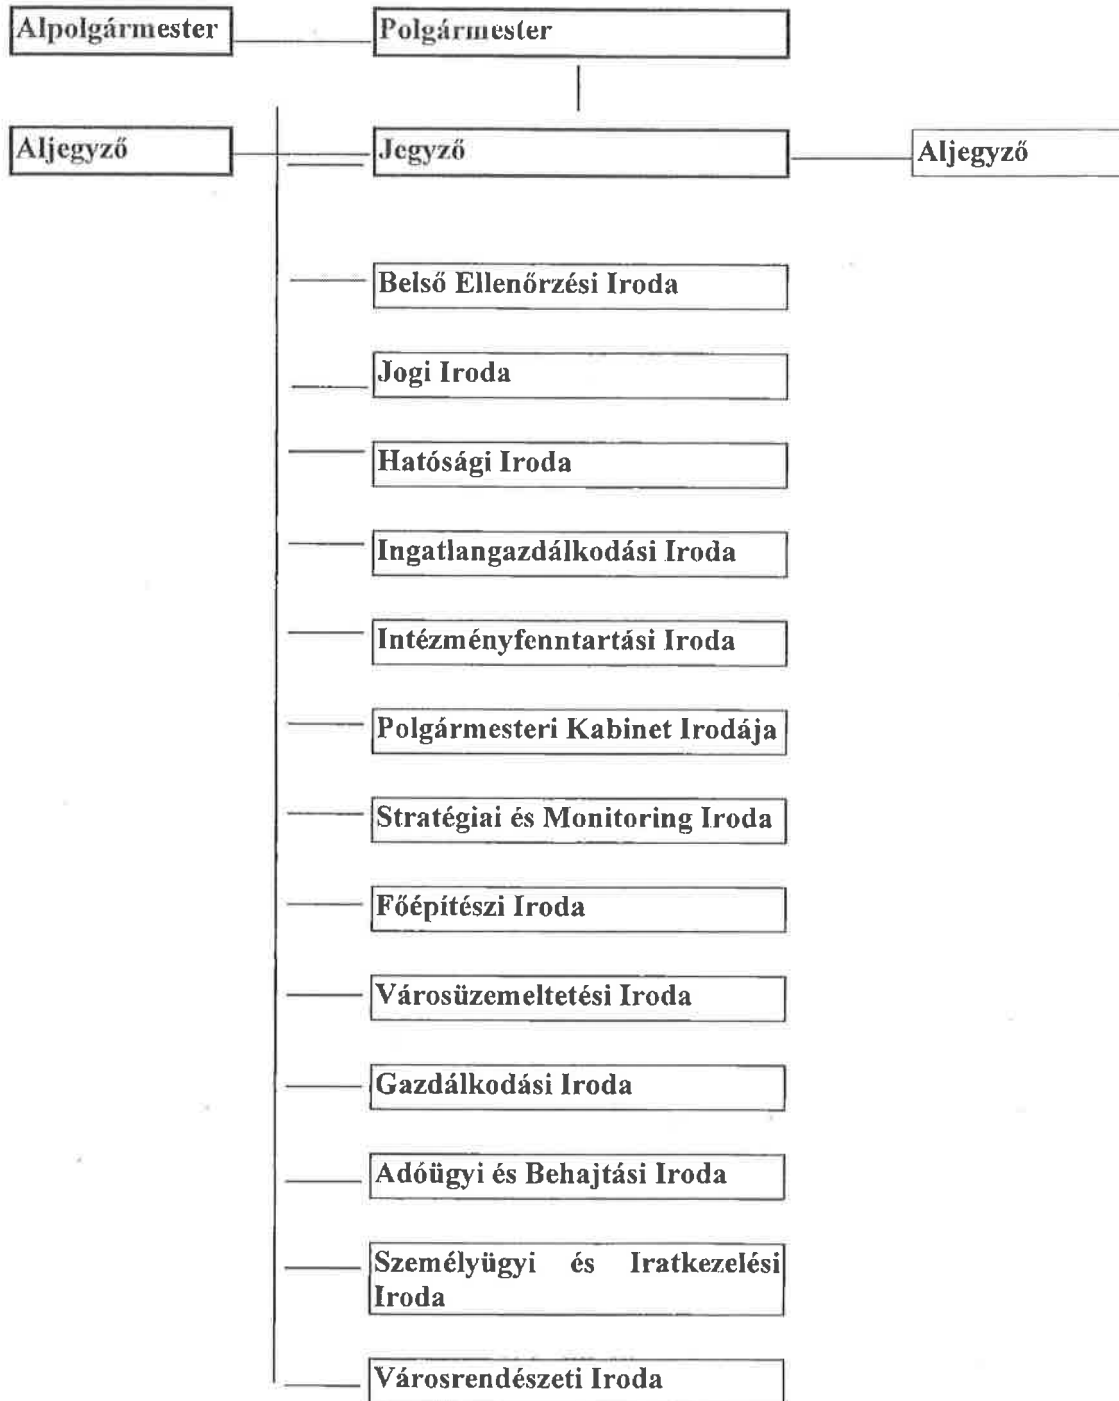 Alpolgármester
Polgármester
Aljegyző
Jegyző
Aljegyző
Belső Ellenőrzési Iroda
Jogi Iroda
Hatósági Iroda
Ingatlangazdálkodási Iroda
Intézményfenntartási Iroda
Polgármesteri Kabinet Irodája
Stratégiai és Monitoring Iroda
Főépítészi Iroda
Városüzemeltetési Iroda
Gazdálkodási Iroda
Adóügyi és Behajtási Iroda
Személyügyi és Iratkezelési
Iroda
Városrendészeti Iroda